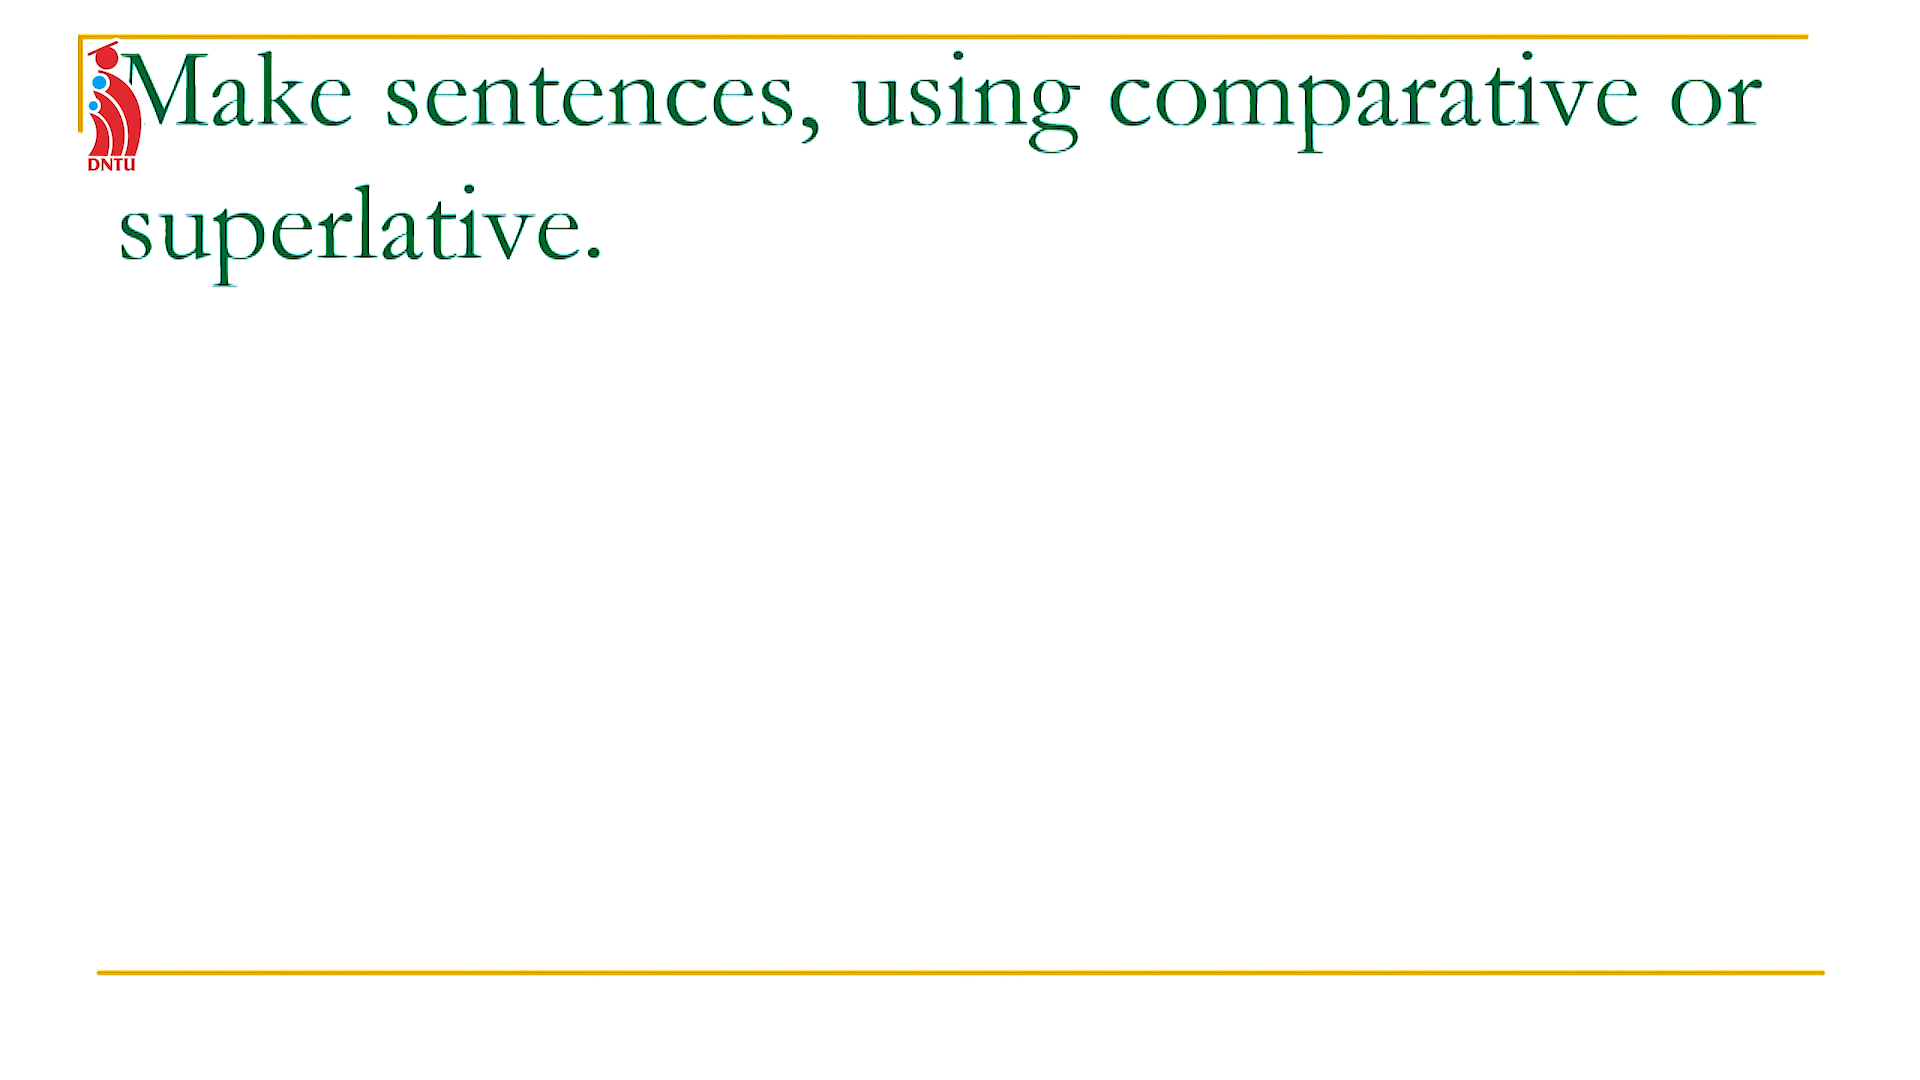 Make sentences, using comparative or
superlative.
DNTU